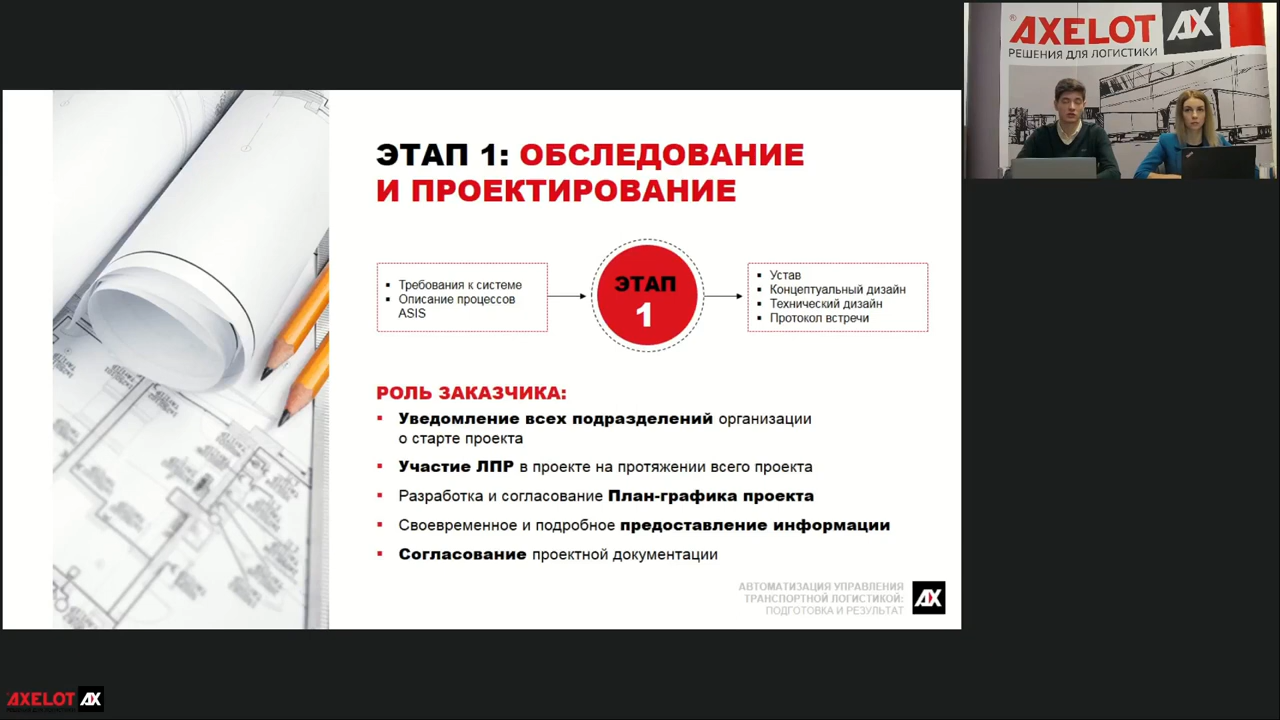 ®AXELOT AX
РЕШЕНИЯ ДЛЯ ЛОГИСТИКИ
ЭТАП 1: ОБСЛЕДОВАНИЕ
И ПРОЕКТИРОВАНИЕ
▪ Требования к системе
▪ Описание процессов
ASIS
ЭТАП
1
▪ Устав
▪ Концептуальный дизайн
▪ Технический дизайн
▪ Протокол встречи
РОЛЬ ЗАКАЗЧИКА:
▪ Уведомление всех подразделений организации
о старте проекта
▪ Участие ЛПР в проекте на протяжении всего проекта
▪ Разработка и согласование План-графика проекта
▪ Своевременное и подробное предоставление информации
▪ Согласование проектной документации
АВТОМАТИЗАЦИЯ УПРАВЛЕНИЯ
ТРАНСПОРТНОЙ ЛОГИСТИКОЙ:
ПОДГОТОВКА И РЕЗУЛЬТАТ
AX
AXELOT AX
РЕШЕНИЯ ДЛЯ ЛОГИСТИКИ